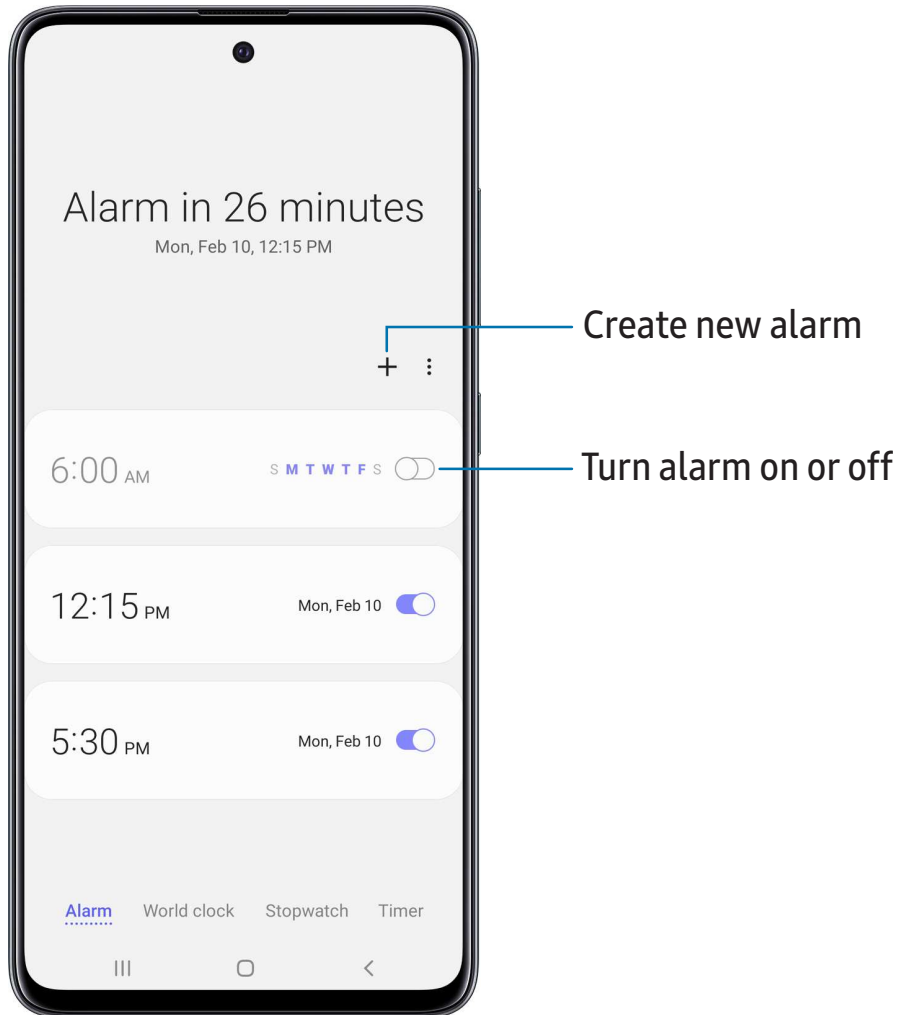 Alarm in 26 minutes
Mon, Feb 10, 12:15 PM
Create new alarm
6:00 AM S M T W T F S
Turn alarm on or off
12:15 PM Mon, Feb 10
5:30 PM Mon, Feb 10
Alarm World clock Stopwatch Timer